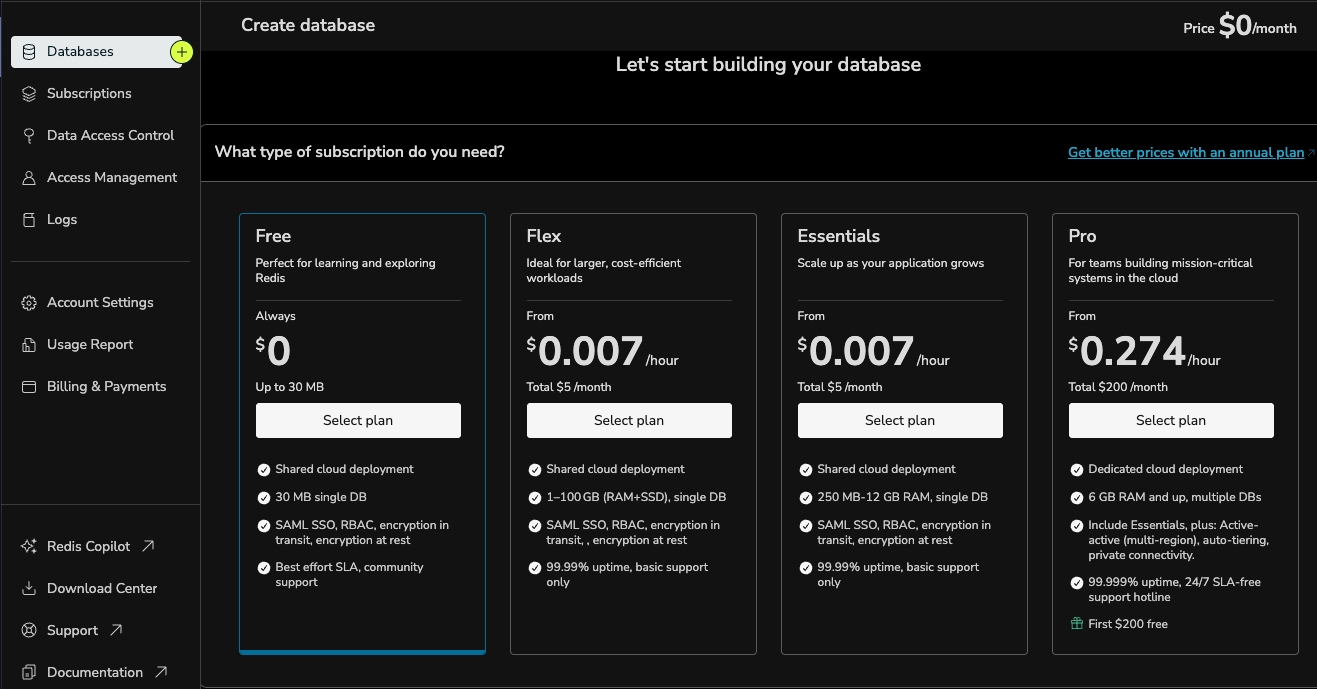 Create database
Price $0/month
Databases
Subscriptions
Data Access Control
Access Management
Logs
Account Settings
Usage Report
Billing & Payments
Redis Copilot
Download Center
Support
Documentation
Let's start building your database
What type of subscription do you need?
Get better prices with an annual plan
Free
Perfect for learning and exploring
Redis
Always
$0
Up to 30 MB
Select plan
Shared cloud deployment
30 MB single DB
SAML SSO, RBAC, encryption in
transit, encryption at rest
Best effort SLA, community
support
Flex
Ideal for larger, cost-efficient
workloads
From
$0.007/hour
Total $5 /month
Select plan
Shared cloud deployment
1–100 GB (RAM+SSD), single DB
SAML SSO, RBAC, encryption in
transit, , encryption at rest
99.99% uptime, basic support
only
Essentials
Scale up as your application grows
From
$0.007/hour
Total $5 /month
Select plan
Shared cloud deployment
250 MB-12 GB RAM, single DB
SAML SSO, RBAC, encryption in
transit, encryption at rest
99.99% uptime, basic support
only
Pro
For teams building mission-critical
systems in the cloud
From
$0.274/hour
Total $200 /month
Select plan
Dedicated cloud deployment
6 GB RAM and up, multiple DBs
Include Essentials, plus: Active-
active (multi-region), auto-tiering,
private connectivity.
99.999% uptime, 24/7 SLA-free
support hotline
First $200 free